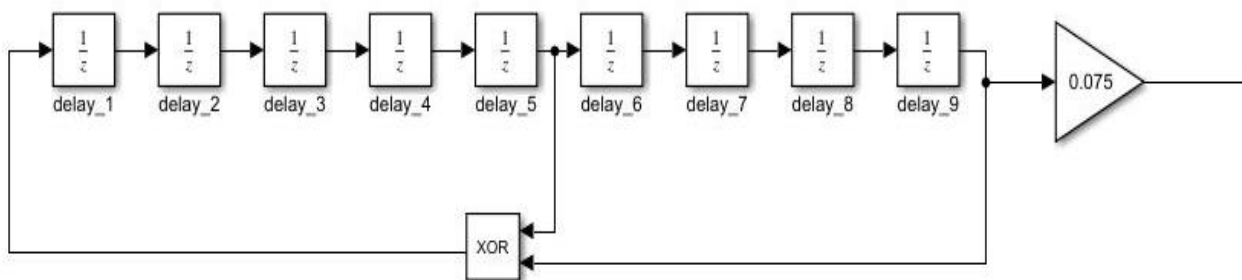 1 1 1 1 1 1 1 1 1
z z z z z z z z z
0.075
delay_1 delay_2 delay_3 delay_4 delay_5 delay_6 delay_7 delay_8 delay_9
XOR